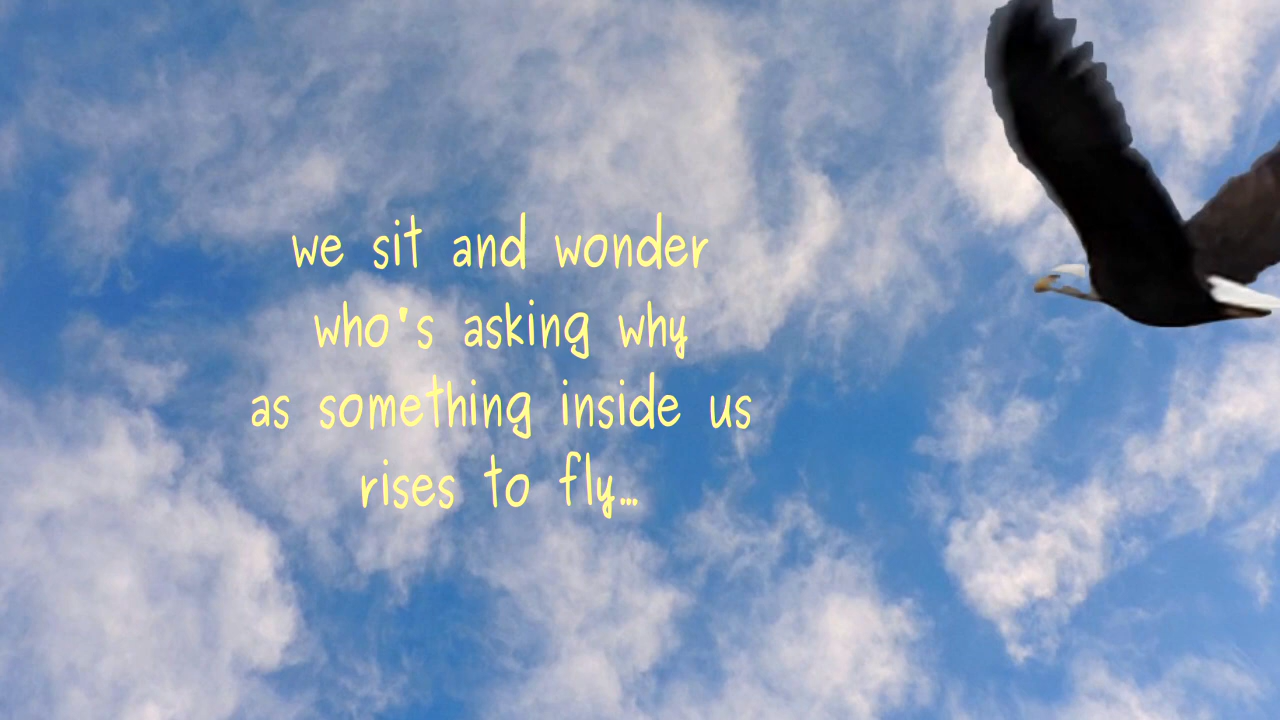 we sit and wonder
who's asking why
as something inside us
rises to fly...